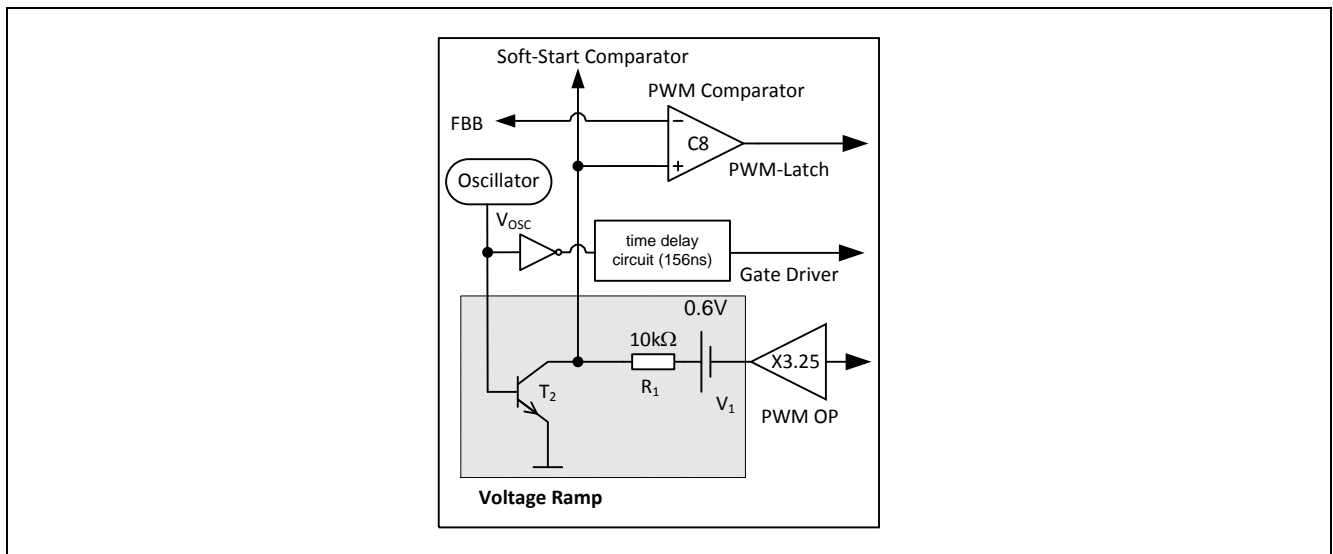 Soft-Start Comparator
PWM Comparator
FBB
−
C8
+
PWM-Latch
Oscillator
VOSC
time delay
circuit (156ns)
Gate Driver
0.6V
10kΩ
X3.25
T2
R1
V1
PWM OP
Voltage Ramp